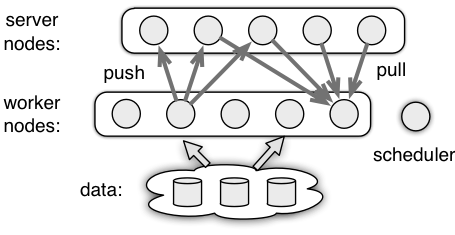 server
nodes:
push
pull
worker
nodes:
scheduler
data: